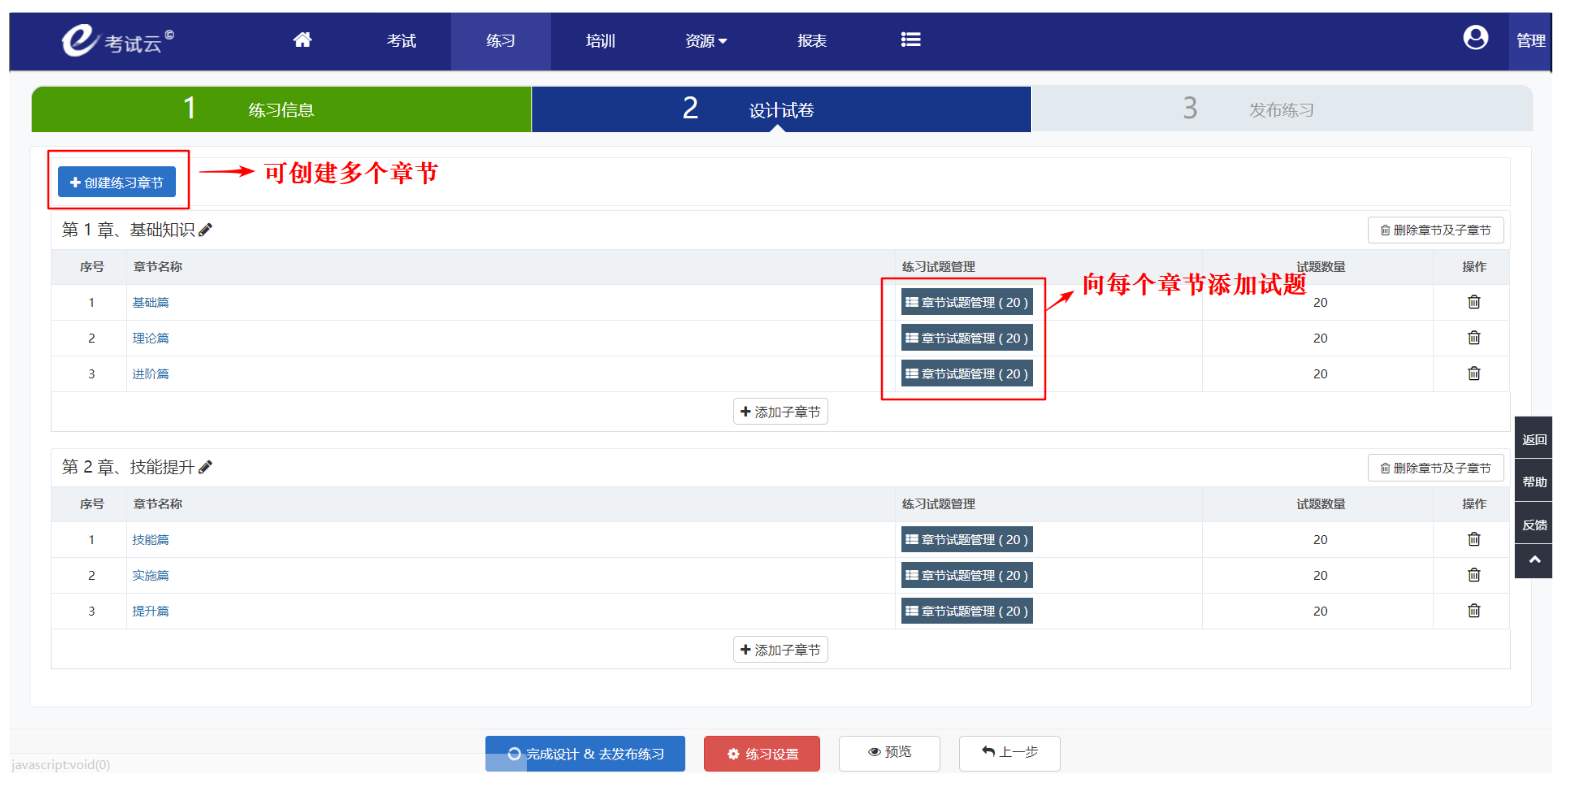 考试云©
考试
练习
培训
资源
报表
管理
1 练习信息
2 设计试卷
3 发布练习
创建练习章节
可创建多个章节
第 1 章、基础知识
删除章节及子章节
序号 章节名称 练习试题管理 试题数量 操作
向每个章节添加试题
1 基础篇 章节试题管理 ( 20 ) 20
2 理论篇 章节试题管理 ( 20 ) 20
3 进阶篇 章节试题管理 ( 20 ) 20
添加子章节
第 2 章、技能提升
删除章节及子章节
序号 章节名称 练习试题管理 试题数量 操作
1 技能篇 章节试题管理 ( 20 ) 20
2 实施篇 章节试题管理 ( 20 ) 20
3 提升篇 章节试题管理 ( 20 ) 20
添加子章节
返回
帮助
反馈
完成设计 & 去发布练习
练习设置
预览
上一步
javascript:void(0)